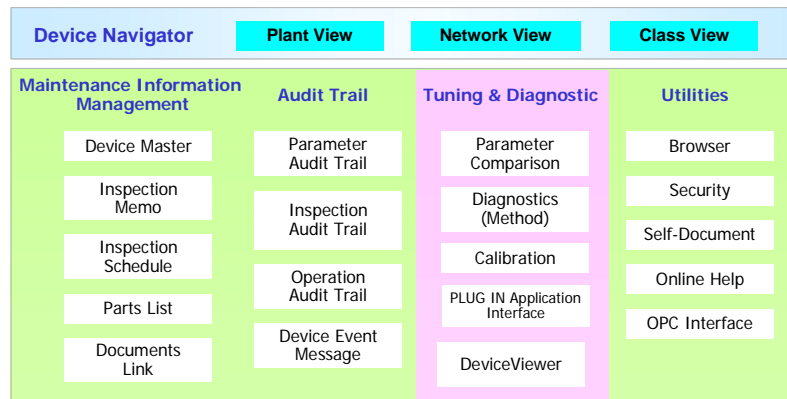 Device Navigator
Plant View
Network View
Class View
Maintenance Information
Management
Device Master
Inspection
Memo
Inspection
Schedule
Parts List
Documents
Link
Audit Trail
Parameter
Audit Trail
Inspection
Audit Trail
Operation
Audit Trail
Device Event
Message
Tuning & Diagnostic
Parameter
Comparison
Diagnostics
(Method)
Calibration
PLUG IN Application
Interface
DeviceViewer
Utilities
Browser
Security
Self-Document
Online Help
OPC Interface